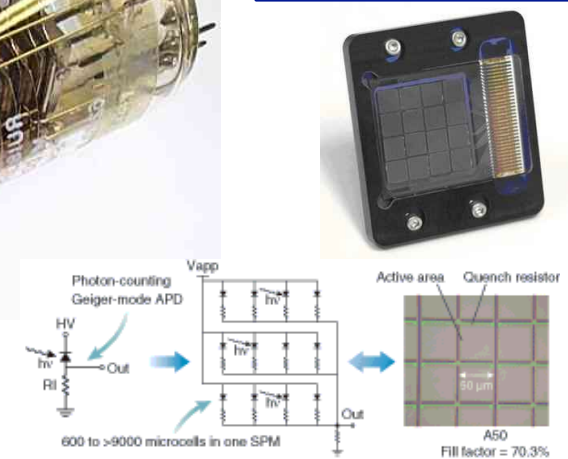 Vapp
Photon-counting
Geiger-mode APD
HV
hν
Out
Rl
hν
hν
hν
Out
600 to >9000 microcells in one SPM
Active area
Quench resistor
50 µm
A50
Fill factor = 70.3%